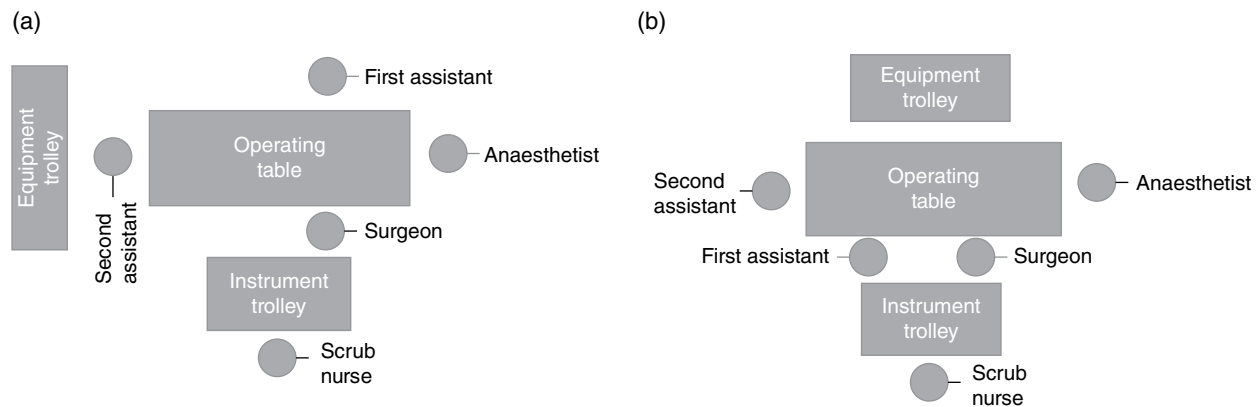 (a)
First assistant
Equipment
trolley
Operating
table
Anaesthetist
Second
assistant
Surgeon
Instrument
trolley
Scrub
nurse
(b)
Equipment
trolley
Second
assistant
Operating
table
Anaesthetist
First assistant
Surgeon
Instrument
trolley
Scrub
nurse